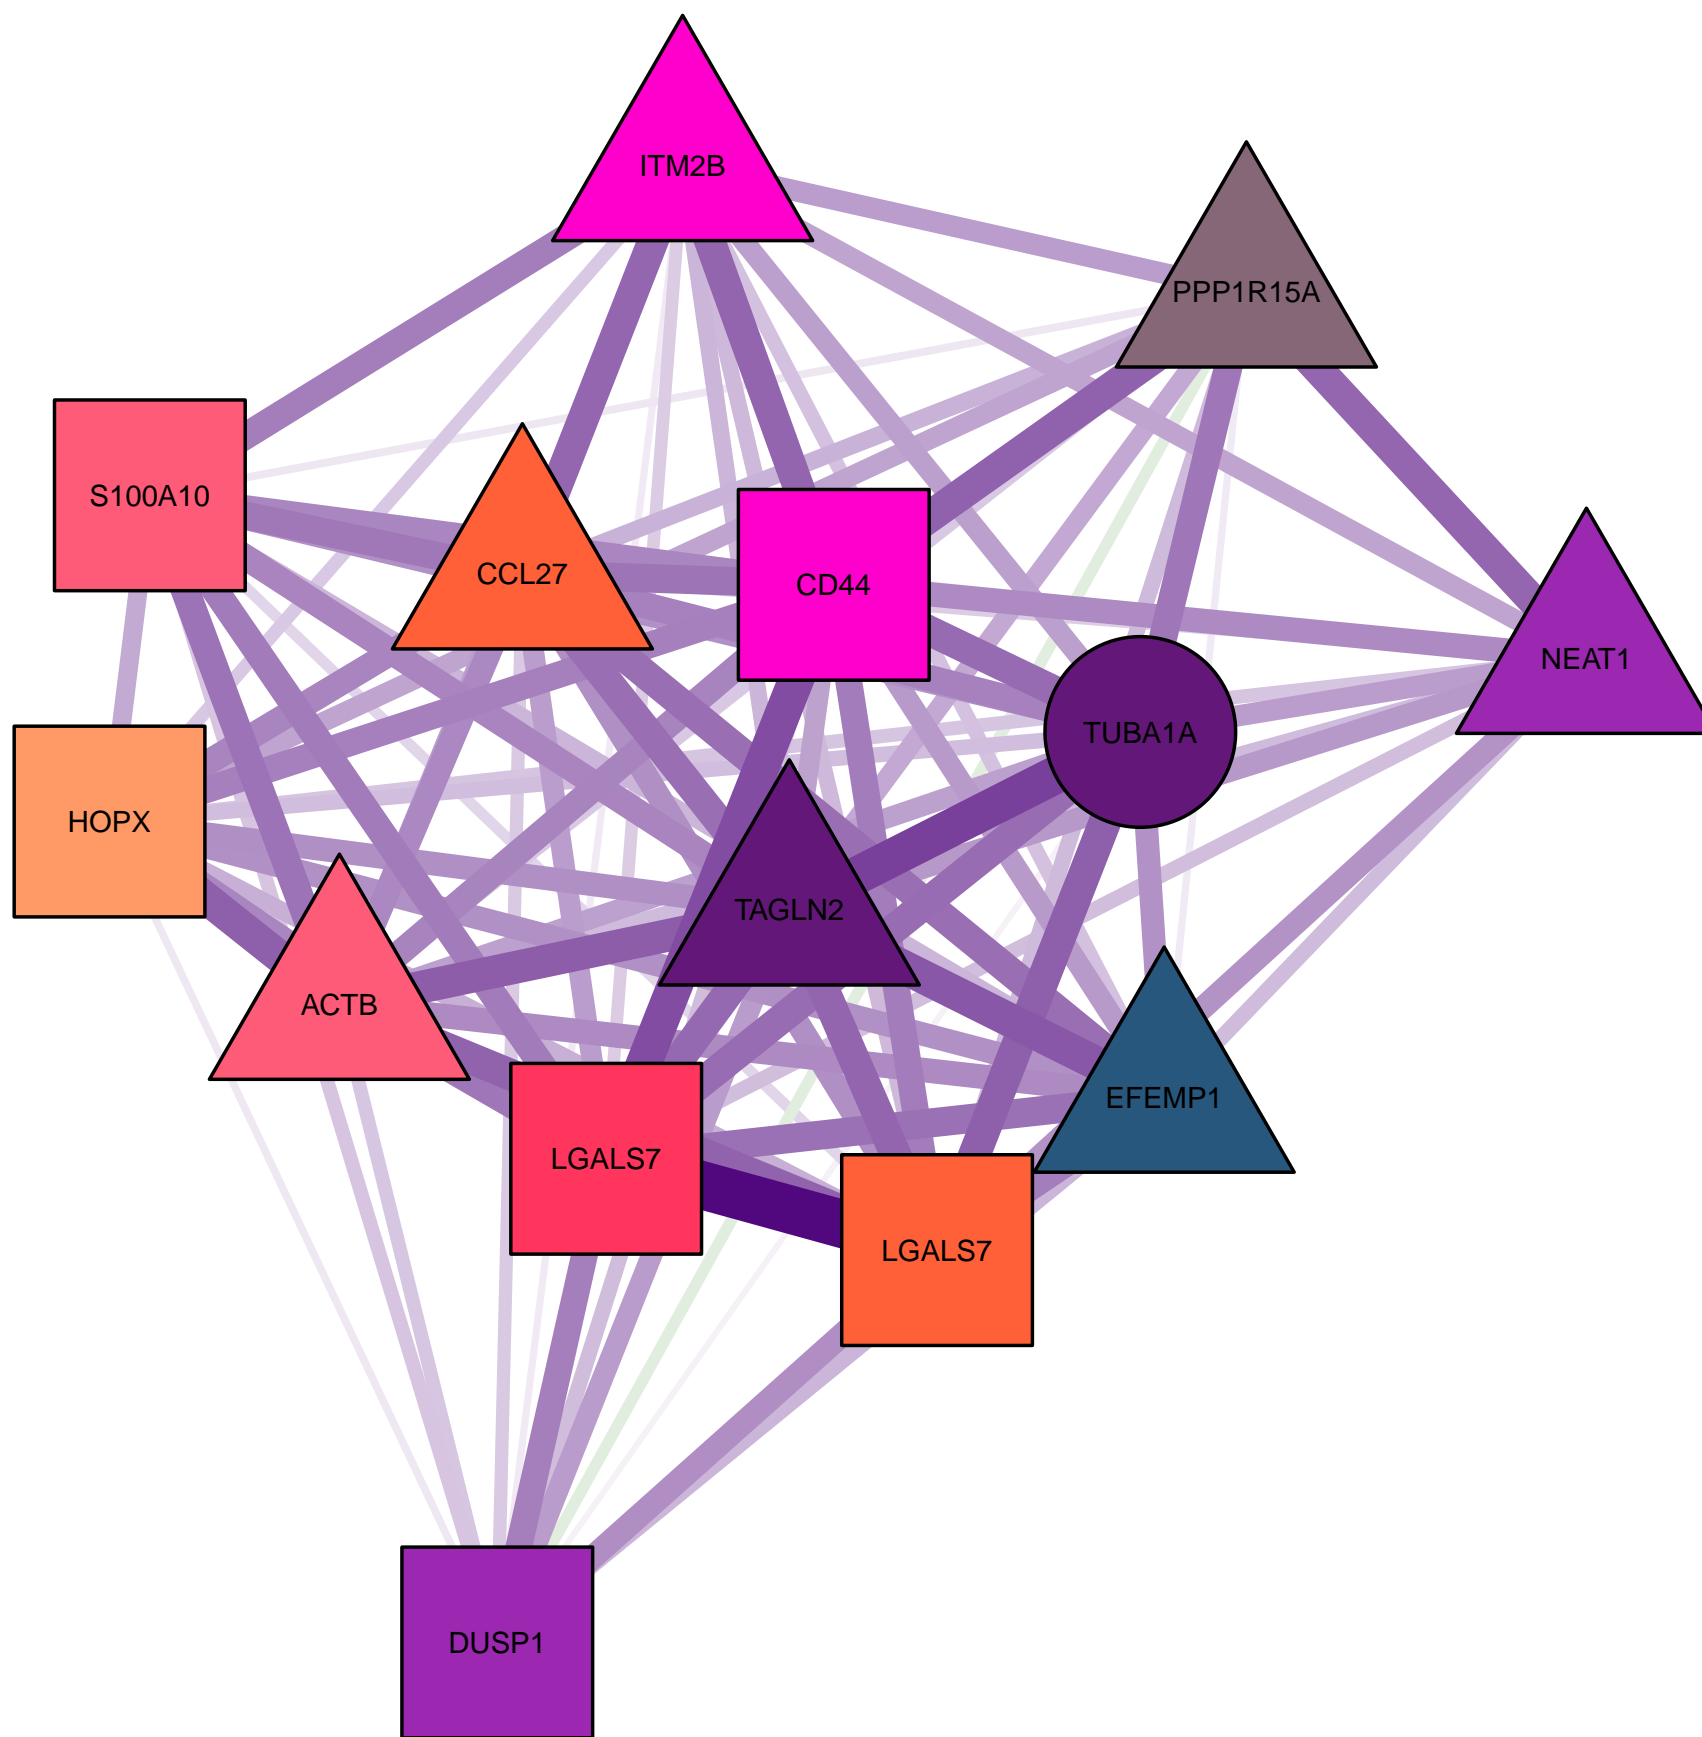 ITM2B
PPP1R15A
S100A10
CCL27
CD44
NEAT1
TUBA1A
HOPX
TAGLN2
ACTB
EFEMP1
LGALS7
LGALS7
DUSP1